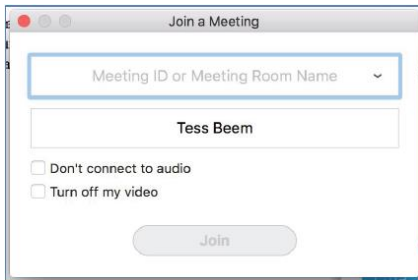 Join a Meeting
Meeting ID or Meeting Room Name
Tess Beem
Don't connect to audio
Turn off my video
Join